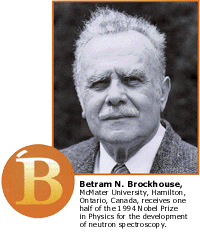 B
Betram N. Brockhouse,
McMater University, Hamilton,
Ontario, Canada, receives one
half of the 1994 Nobel Prize
in Physics for the development
of neutron spectroscopy.